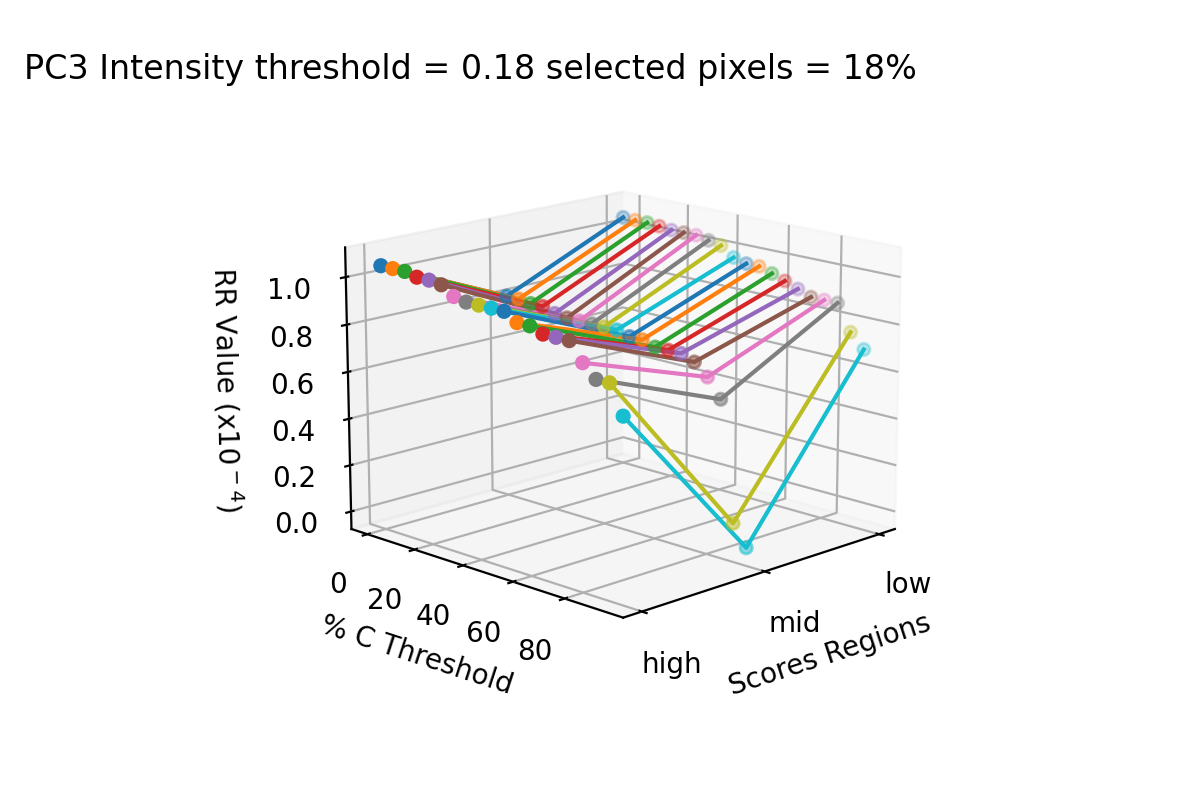 PC3 Intensity threshold = 0.18 selected pixels = 18%
RR Value (x10⁻⁴)
1.0
0.8
0.6
0.4
0.2
0.0
0
20
40
60
80
% C Threshold
high
mid
low
Scores Regions